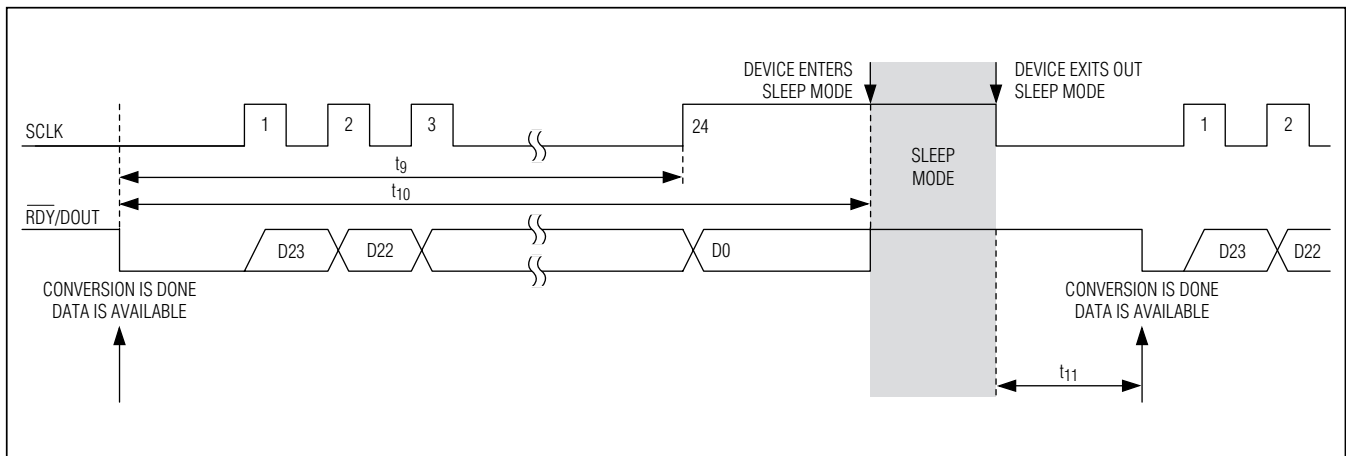 DEVICE ENTERS
SLEEP MODE
DEVICE EXITS OUT
SLEEP MODE
SCLK
1
2
3
24
1
2
SLEEP
MODE
t9
t10
RDY/DOUT
D23
D22
D0
D23
D22
CONVERSION IS DONE
DATA IS AVAILABLE
CONVERSION IS DONE
DATA IS AVAILABLE
t11